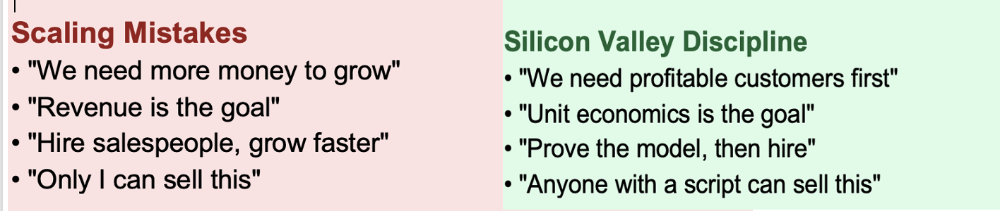 Scaling Mistakes
• "We need more money to grow"
• "Revenue is the goal"
• "Hire salespeople, grow faster"
• "Only I can sell this"
Silicon Valley Discipline
• "We need profitable customers first"
• "Unit economics is the goal"
• "Prove the model, then hire"
• "Anyone with a script can sell this"